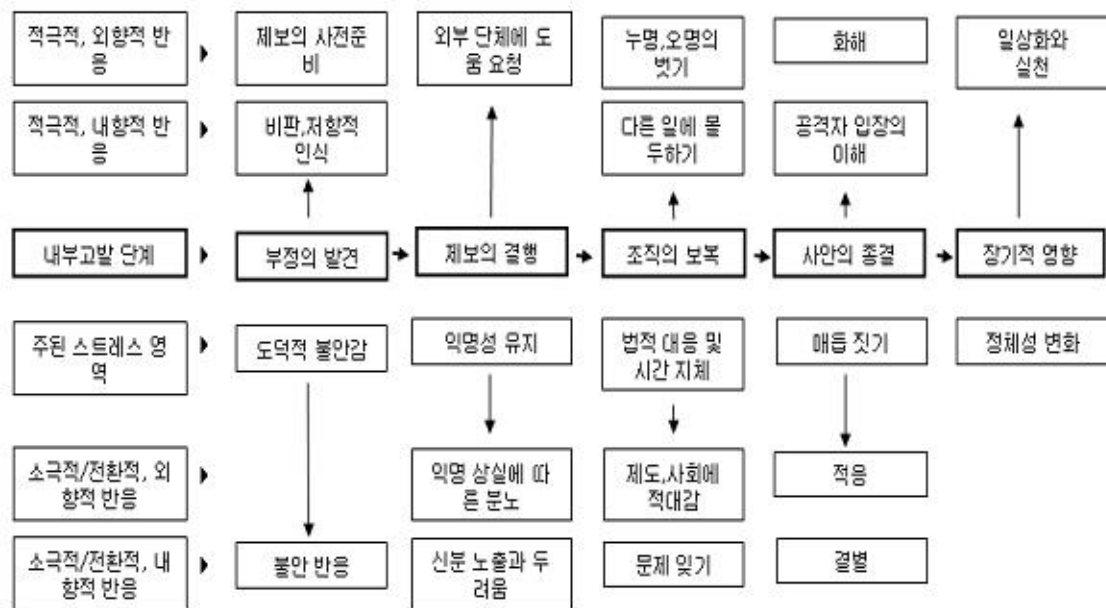 적극적, 외향적 반
응
제보의 사전준
비
외부 단체에 도
움 요청
누명,오명의
벗기
화해
일상화와
실천
적극적, 내향적 반
응
비판,저항적
인식
다른 일에 몰
두하기
공격자 입장의
이해
내부고발 단계
부정의 발견
제보의 결행
조직의 보복
사안의 종결
장기적 영향
주된 스트레스 영
역
도덕적 불안감
익명성 유지
법적 대응 및
시간 지체
매듭 짓기
정체성 변화
소극적/전환적, 외
향적 반응
익명 상실에 따
른 분노
제도,사회에
적대감
적응
소극적/전환적, 내
향적 반응
불안 반응
신분 노출과 두
려움
문제 잊기
결별